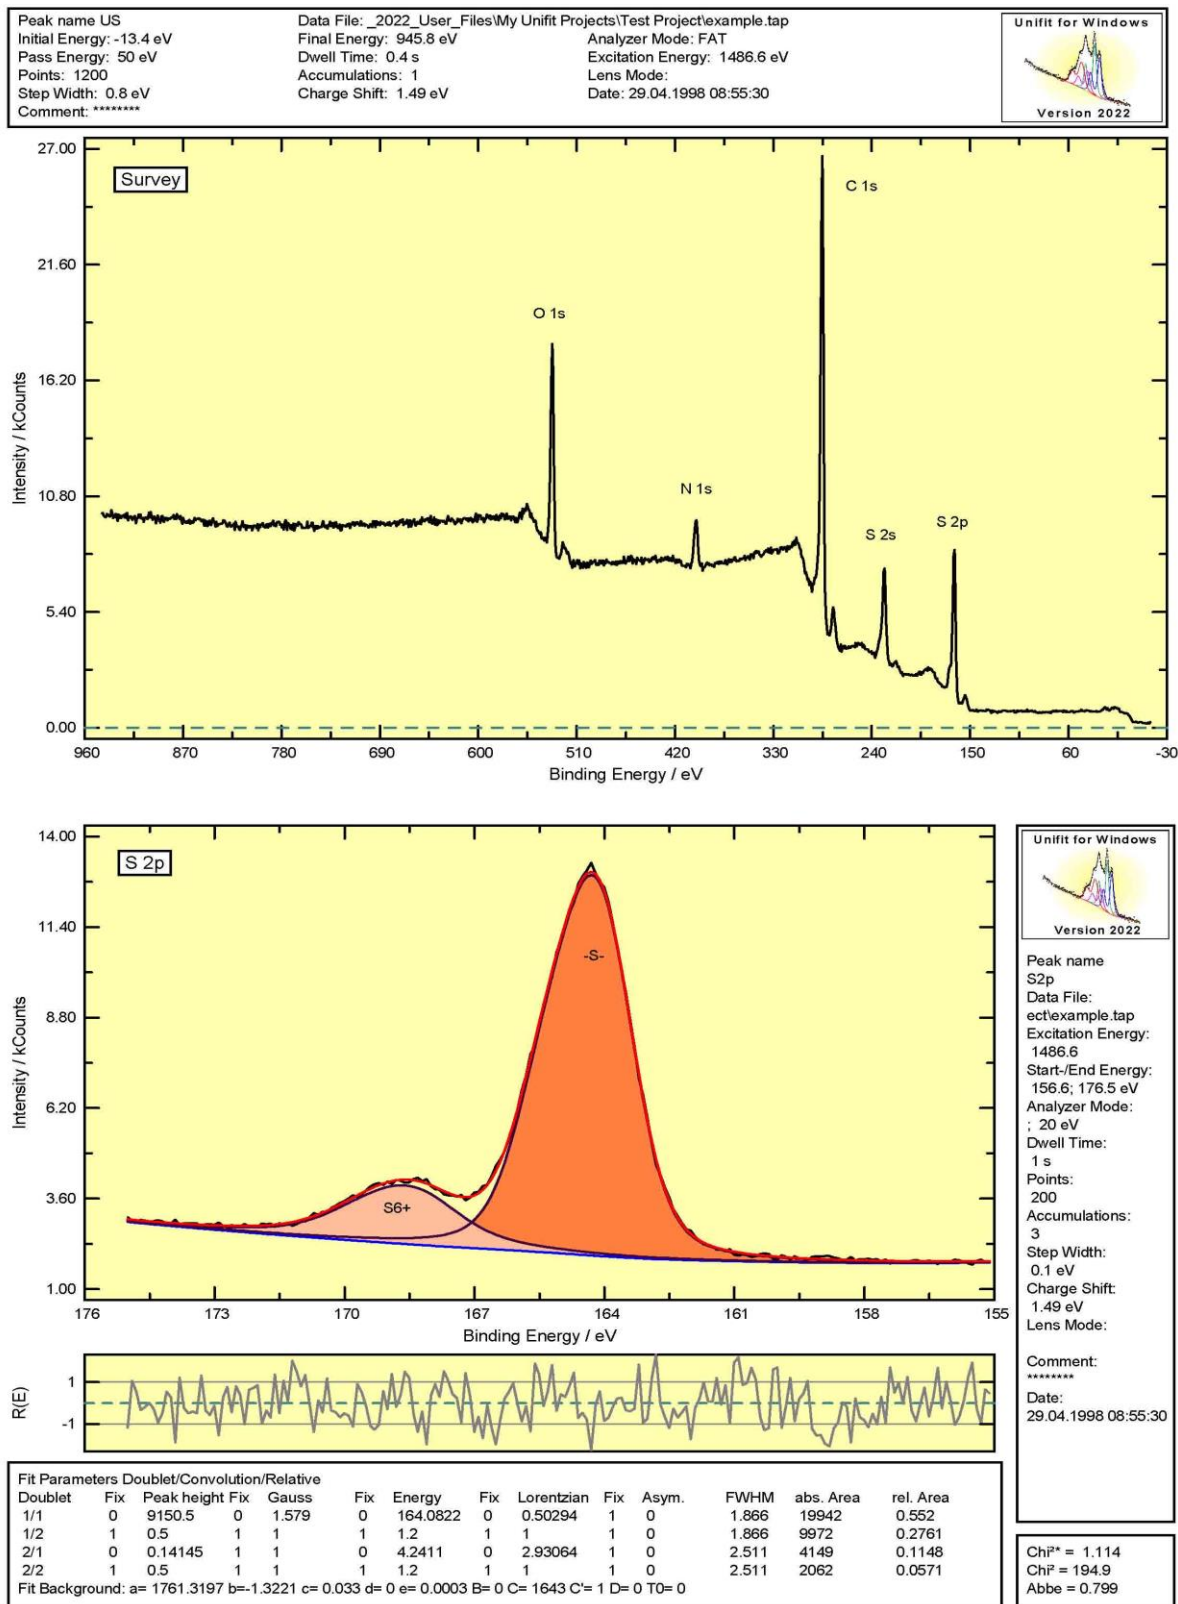 Peak name US
Initial Energy: -13.4 eV
Pass Energy: 50 eV
Points: 1200
Step Width: 0.8 eV
Comment: ********
Data File: _2022_User_Files\My Unifit Projects\Test Project\example.tap
Final Energy: 945.8 eV
Dwell Time: 0.4 s
Accumulations: 1
Charge Shift: 1.49 eV
Analyzer Mode: FAT
Excitation Energy: 1486.6 eV
Lens Mode:
Date: 29.04.1998 08:55:30
Unifit for Windows
Version 2022
Survey
Intensity / kCounts
27.00
21.60
16.20
10.80
5.40
0.00
O 1s
N 1s
C 1s
S 2s
S 2p
960 870 780 690 600 510 420 330 240 150 60 -30
Binding Energy / eV
S 2p
Intensity / kCounts
14.00
11.40
8.80
6.20
3.60
1.00
-S-
S6+
176 173 170 167 164 161 158 155
Binding Energy / eV
R(E)
1
-1
Unifit for Windows
Version 2022
Peak name
S2p
Data File:
ect\example.tap
Excitation Energy:
1486.6
Start-/End Energy:
156.6; 176.5 eV
Analyzer Mode:
; 20 eV
Dwell Time:
1 s
Points:
200
Accumulations:
3
Step Width:
0.1 eV
Charge Shift:
1.49 eV
Lens Mode:
Comment:
********
Date:
29.04.1998 08:55:30
Fit Parameters Doublet/Convolution/Relative
Doublet Fix Peak height Fix Gauss Fix Energy Fix Lorentzian Fix Asym. FWHM abs. Area rel. Area
1/1 0 9150.5 0 1.579 0 164.0822 0 0.50294 1 0 1.866 19942 0.552
1/2 1 0.5 1 1 1 1.2 1 1 1 0 1.866 9972 0.2761
2/1 0 0.14145 1 1 0 4.2411 0 2.93064 1 0 2.511 4149 0.1148
2/2 1 0.5 1 1 1 1.2 1 1 1 0 2.511 2062 0.0571
Fit Background: a= 1761.3197 b=-1.3221 c= 0.033 d= 0 e= 0.0003 B= 0 C= 1643 C'= 1 D= 0 T0= 0
Chi²* = 1.114
Chi² = 194.9
Abbe = 0.799